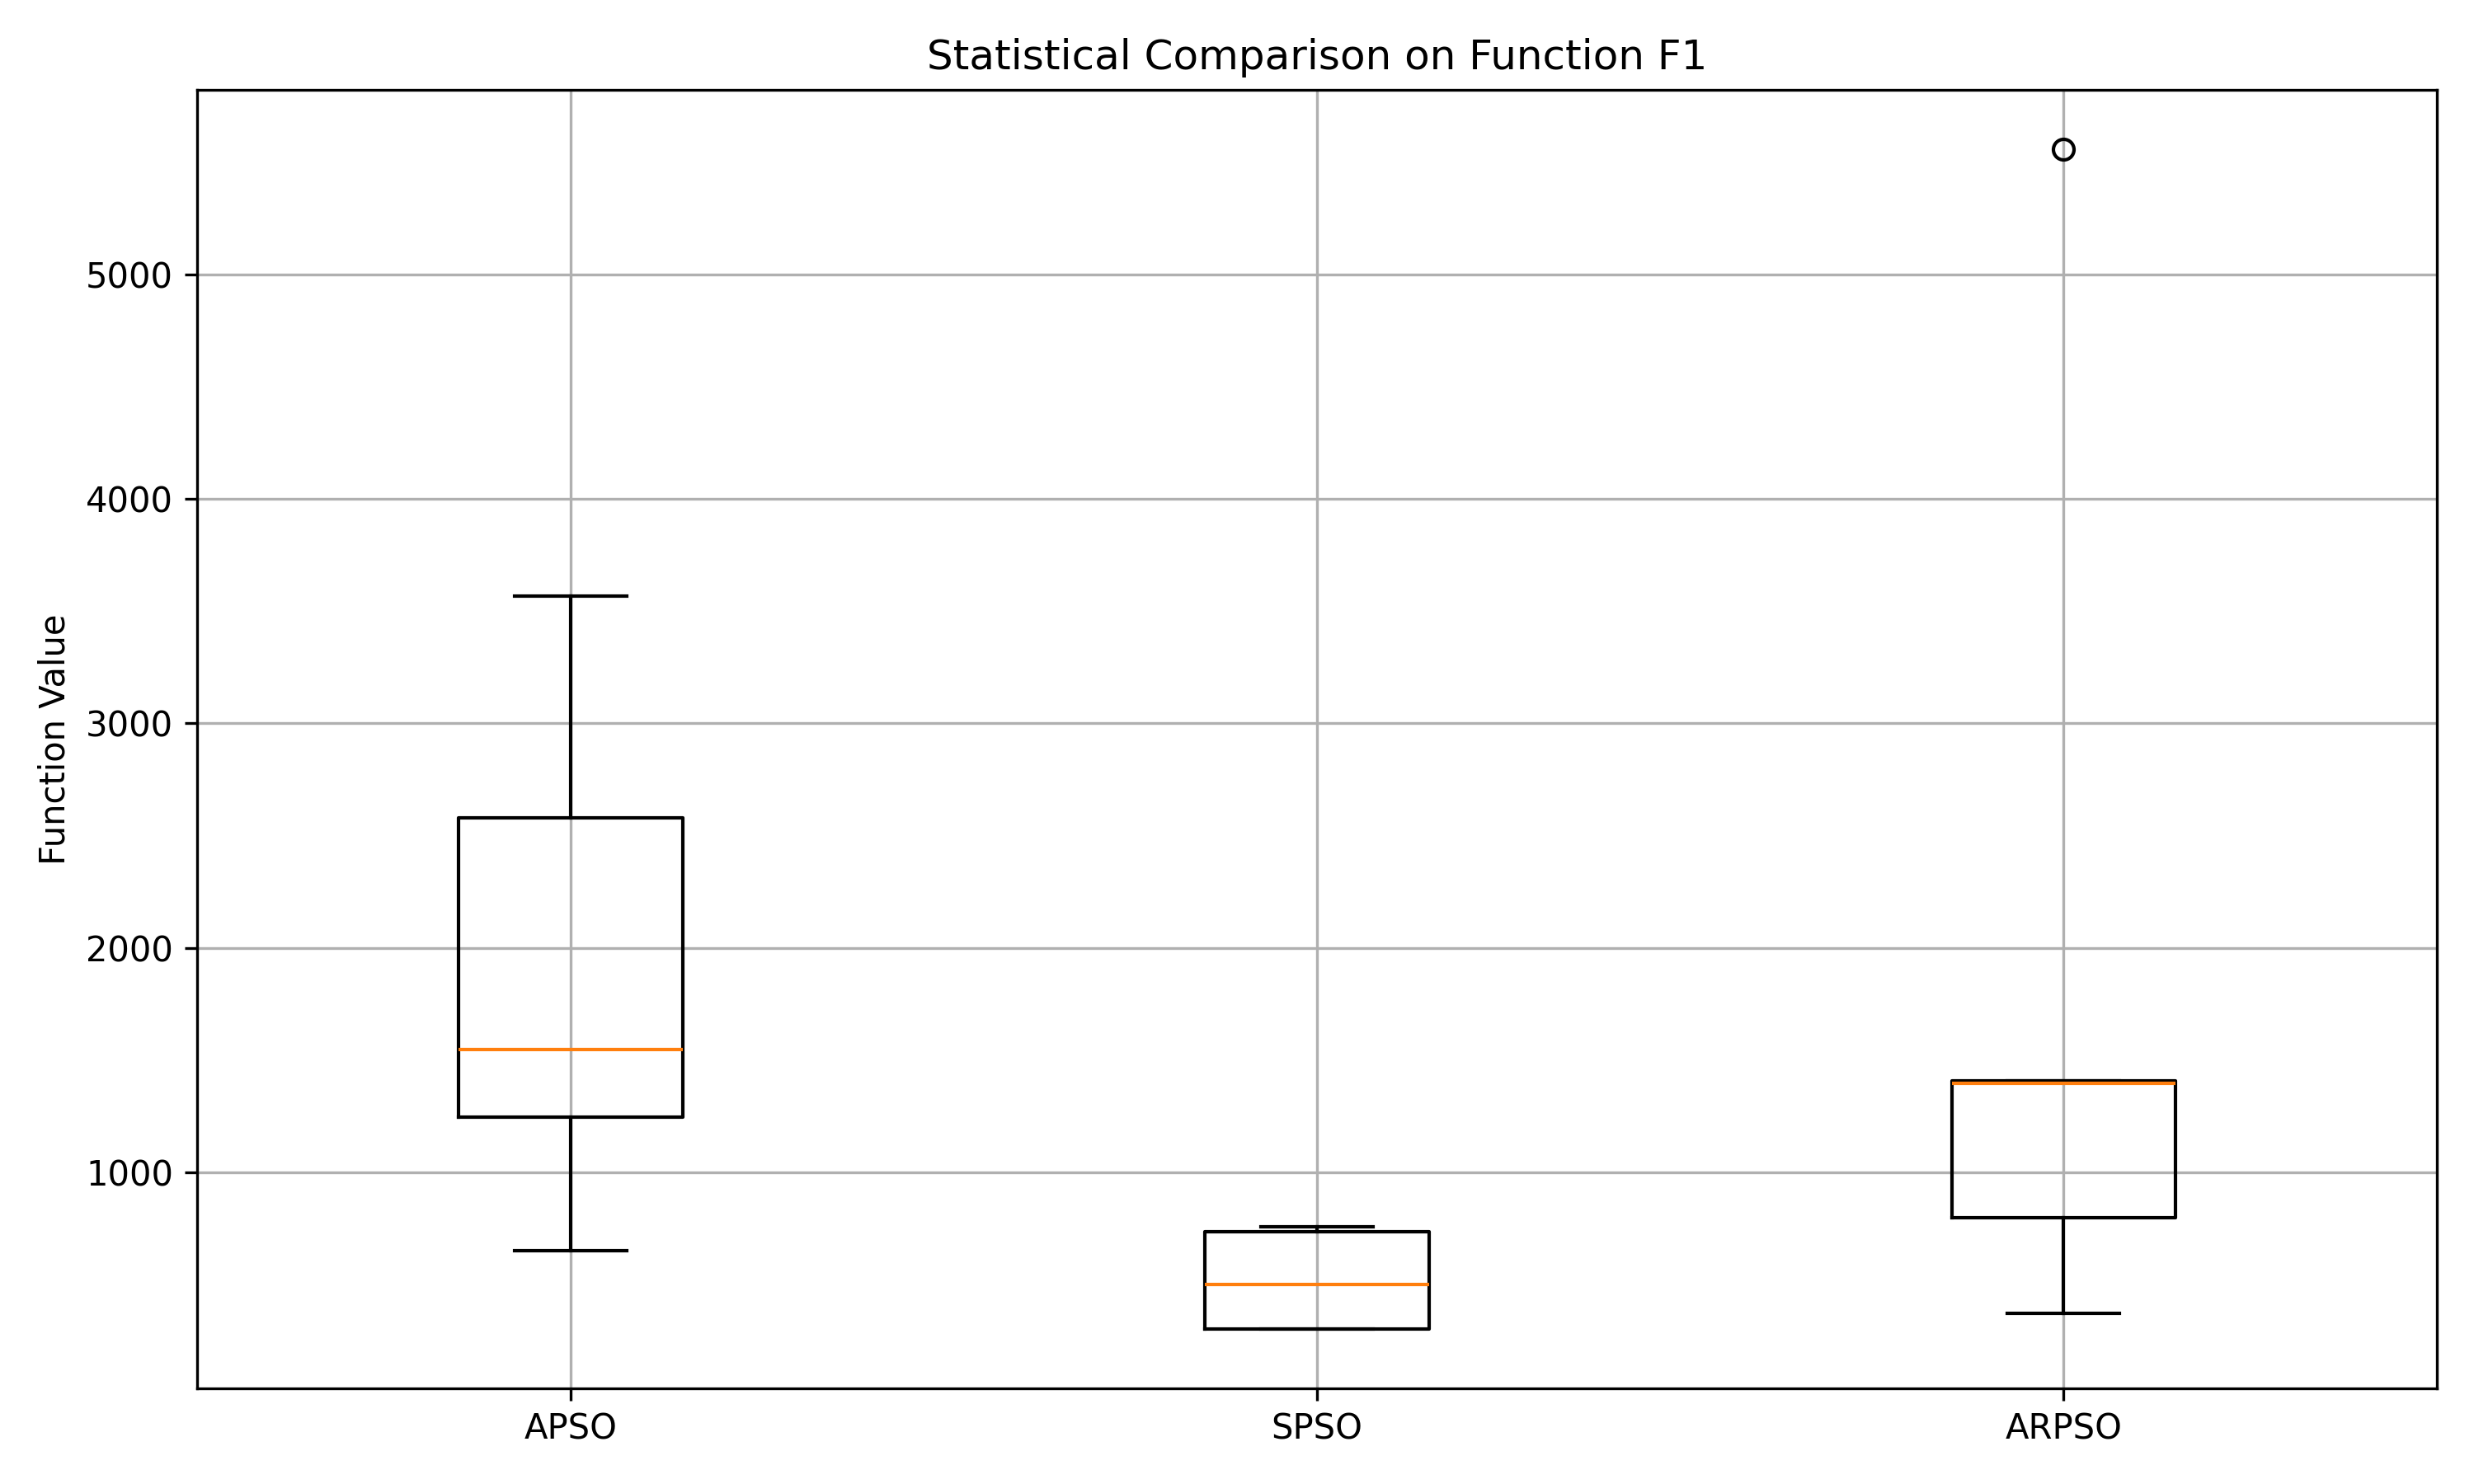 Statistical Comparison on Function F1
Function Value
5000
4000
3000
2000
1000
APSO
SPSO
ARPSO